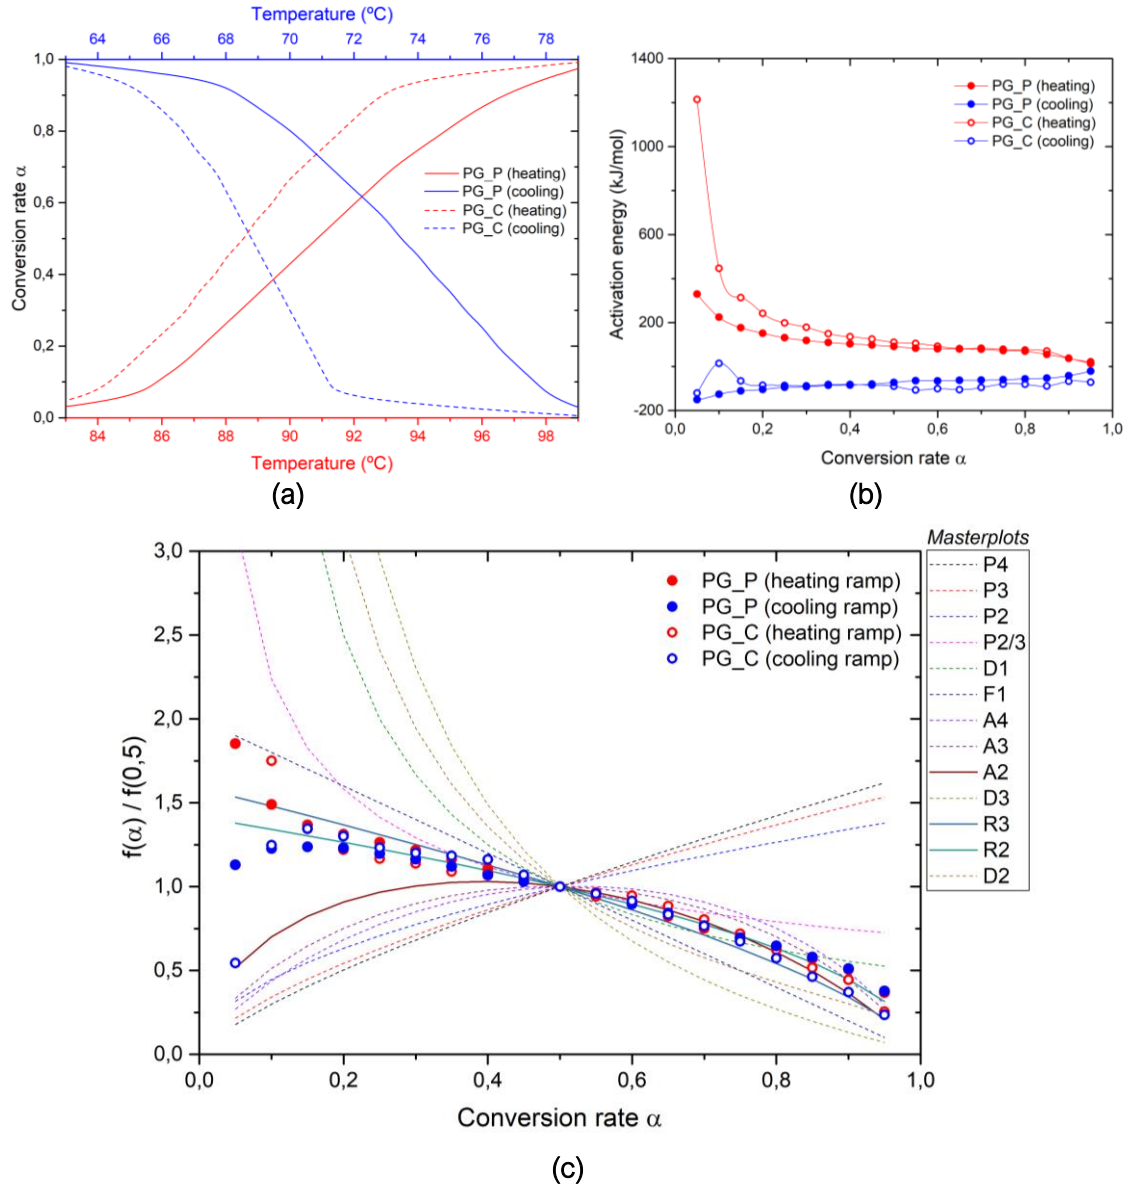 Temperature (ºC)
64 66 68 70 72 74 76 78
1,0
0,8
0,6
0,4
0,2
0,0
Conversion rate α
PG_P (heating)
PG_P (cooling)
PG_C (heating)
PG_C (cooling)
84 86 88 90 92 94 96 98
Temperature (ºC)
(a)
1400
1000
600
200
-200
Activation energy (kJ/mol)
PG_P (heating)
PG_P (cooling)
PG_C (heating)
PG_C (cooling)
0,0 0,2 0,4 0,6 0,8 1,0
Conversion rate α
(b)
3,0
2,5
2,0
1,5
1,0
0,5
0,0
f(α) / f(0,5)
PG_P (heating ramp)
PG_P (cooling ramp)
PG_C (heating ramp)
PG_C (cooling ramp)
Masterplots
P4
P3
P2
P2/3
D1
F1
A4
A3
A2
D3
R3
R2
D2
0,0 0,2 0,4 0,6 0,8 1,0
Conversion rate α
(c)